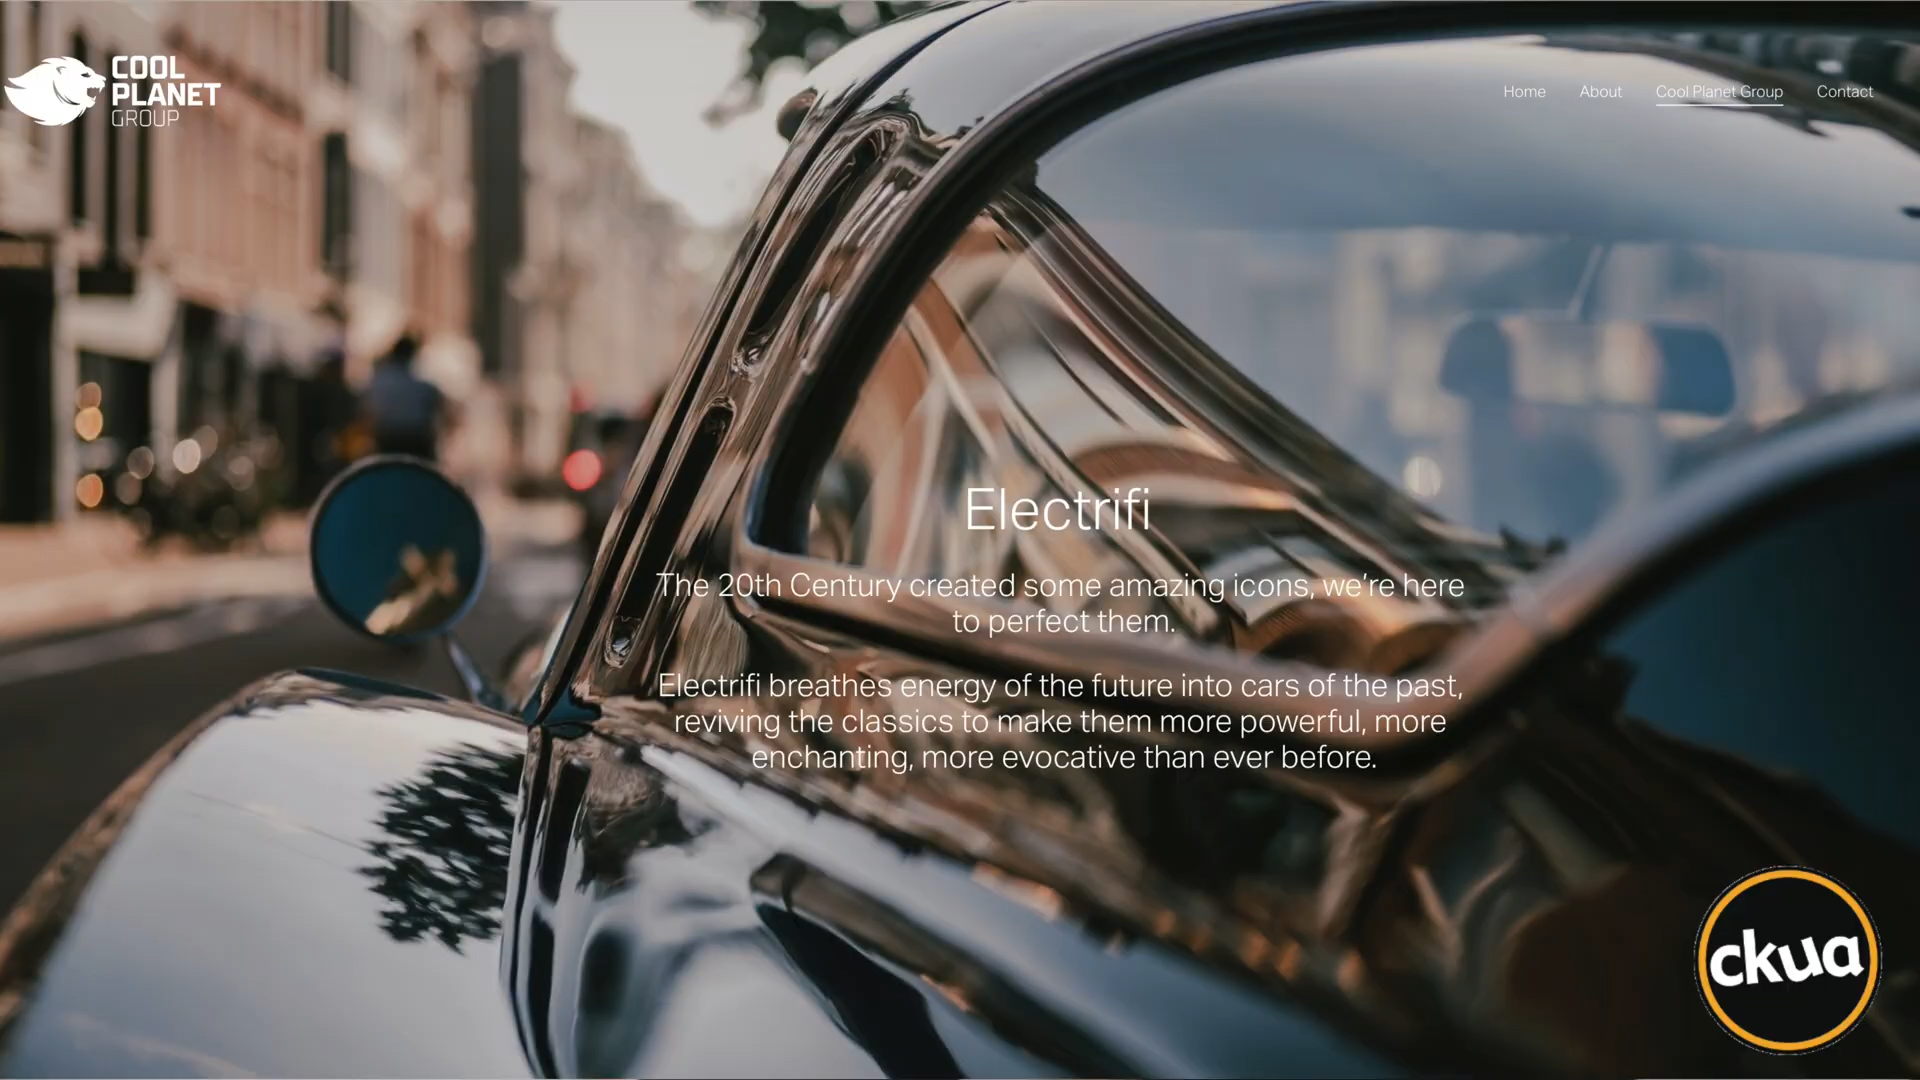 COOL
PLANET
GROUP
Home About Cool Planet Group Contact
Electrifi
The 20th Century created some amazing icons, we're here
to perfect them.
Electrifi breathes energy of the future into cars of the past,
reviving the classics to make them more powerful, more
enchanting, more evocative than ever before.
ckua